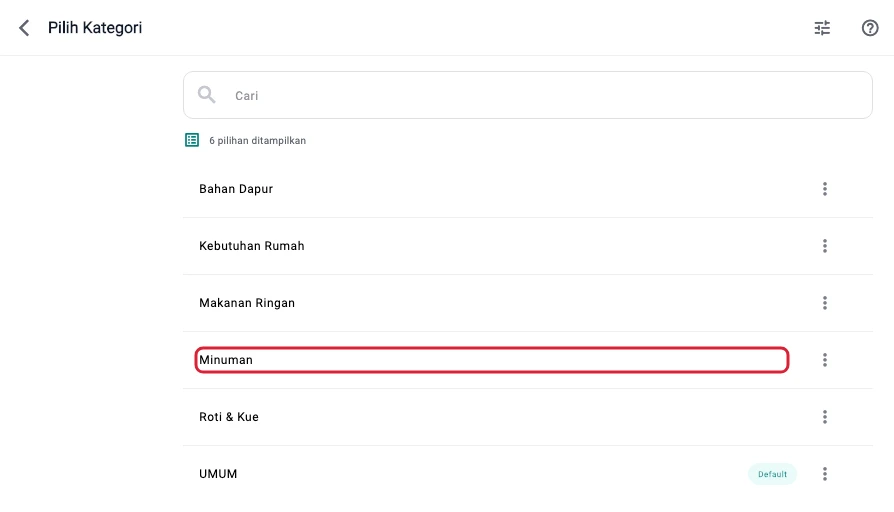 Pilih Kategori
Cari
6 pilihan ditampilkan
Bahan Dapur
Kebutuhan Rumah
Makanan Ringan
Minuman
Roti & Kue
UMUM Default